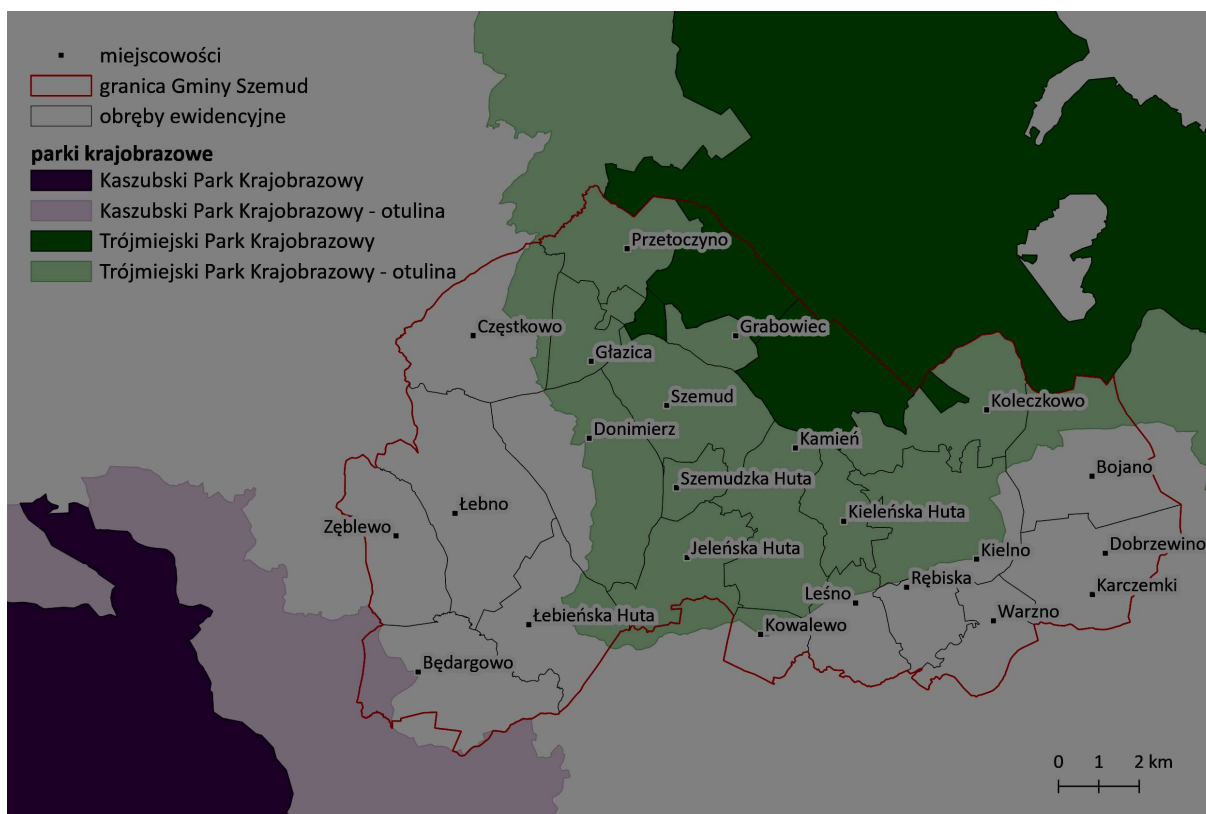 miejscowości
granica Gminy Szemud
obręby ewidencyjne
parki krajobrazowe
Kaszubski Park Krajobrazowy
Kaszubski Park Krajobrazowy - otulina
Trójmiejski Park Krajobrazowy
Trójmiejski Park Krajobrazowy - otulina
Przetoczyno
Częstkowo
Grabowiec
Głazica
Szemud
Koleczkowo
Donimierz
Kamień
Bojano
Szemudzka Huta
Łebno
Kieleńska Huta
Zęblewo
Jeleńska Huta
Kielno
Dobrzewino
Rębiska
Karczemki
Leśno
Łebieńska Huta
Kowalewo
Warzno
Będargowo
0 1 2 km